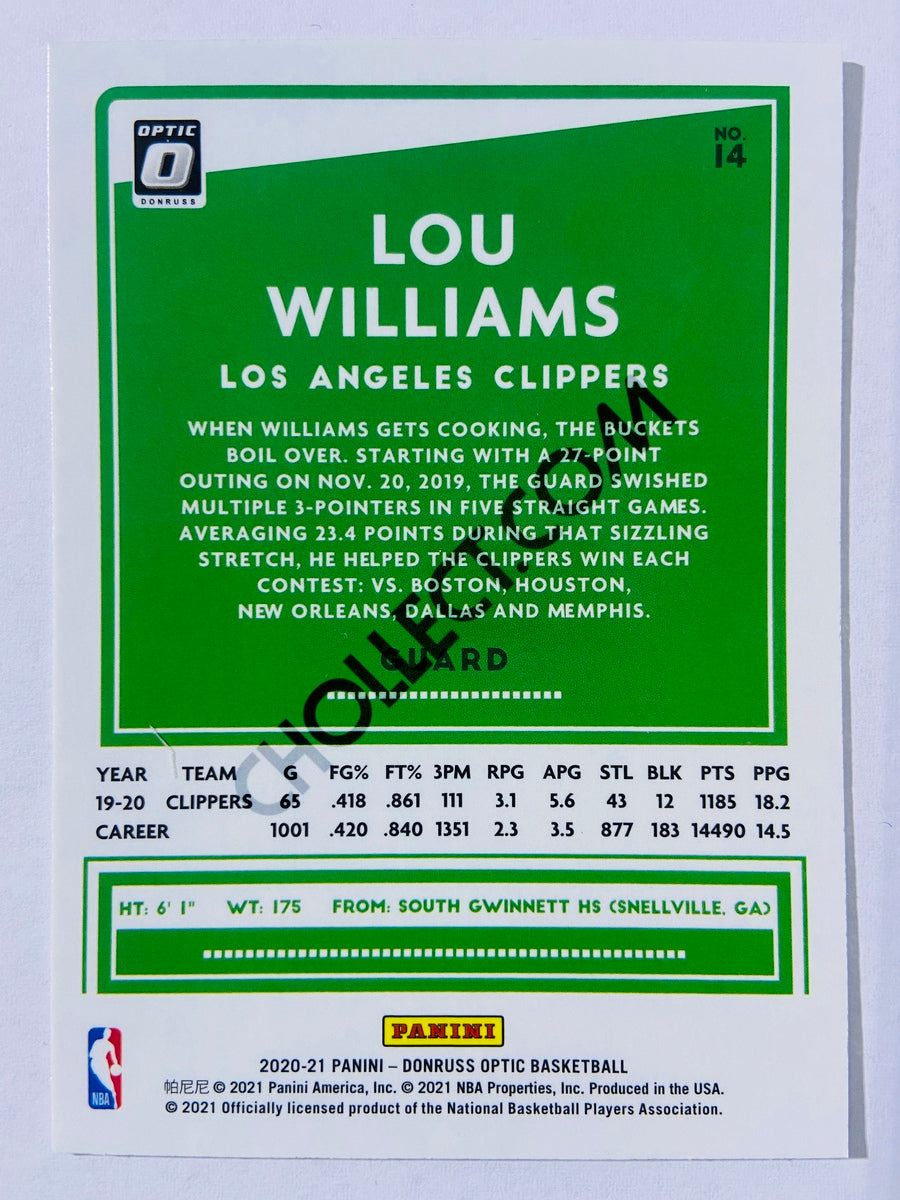 OPTIC
DONRUSS
NO.
14
LOU
WILLIAMS
LOS ANGELES CLIPPERS
WHEN WILLIAMS GETS COOKING, THE BUCKETS
BOIL OVER. STARTING WITH A 27-POINT
OUTING ON NOV. 20, 2019, THE GUARD SWISHED
MULTIPLE 3-POINTERS IN FIVE STRAIGHT GAMES.
AVERAGING 23.4 POINTS DURING THAT SIZZLING
STRETCH, HE HELPED THE CLIPPERS WIN EACH
CONTEST: VS. BOSTON, HOUSTON,
NEW ORLEANS, DALLAS AND MEMPHIS.
GUARD
CHOLLECT.COM
YEAR TEAM G FG% FT% 3PM RPG APG STL BLK PTS PPG
19-20 CLIPPERS 65 .418 .861 111 3.1 5.6 43 12 1185 18.2
CAREER 1001 .420 .840 1351 2.3 3.5 877 183 14490 14.5
HT: 6' 1" WT: 175 FROM: SOUTH GWINNETT HS (SNELLVILLE, GA)
PANINI
2020-21 PANINI – DONRUSS OPTIC BASKETBALL
帕尼尼 © 2021 Panini America, Inc. © 2021 NBA Properties, Inc. Produced in the USA.
© 2021 Officially licensed product of the National Basketball Players Association.
NBA